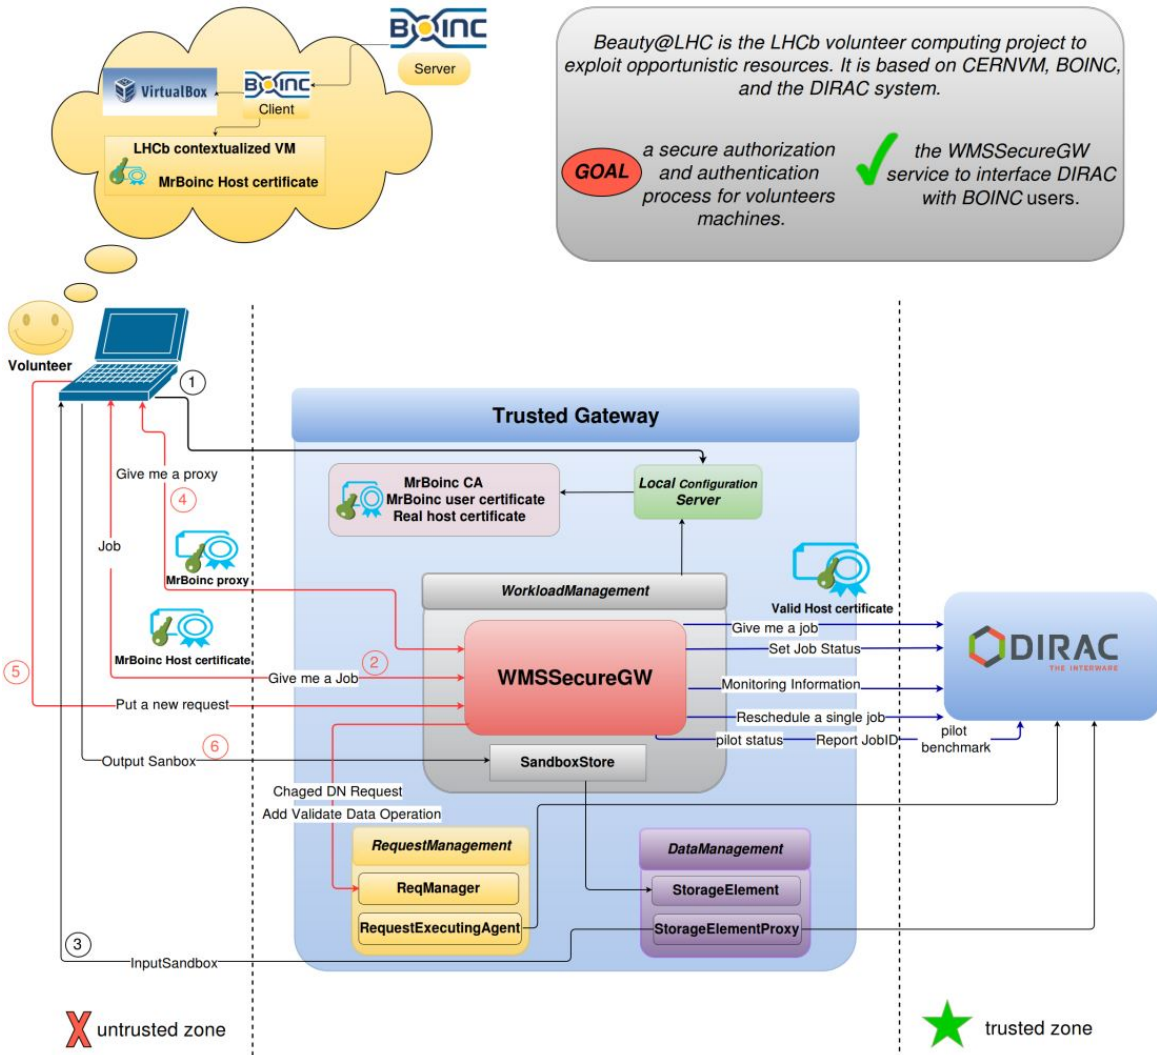 BOINC
Server
VirtualBox
BOINC
Client
LHCb contextualized VM
MrBoinc Host certificate
Beauty@LHC is the LHCb volunteer computing project to
exploit opportunistic resources. It is based on CERNVM, BOINC,
and the DIRAC system.
GOAL
a secure authorization
and authentication
process for volunteers
machines.
the WMSSecureGW
service to interface DIRAC
with BOINC users.
Volunteer
1
Trusted Gateway
Give me a proxy
4
MrBoinc CA
MrBoinc user certificate
Real host certificate
Local Configuration
Server
Job
MrBoinc proxy
WorkloadManagement
Valid Host certificate
MrBoinc Host certificate
WMSSecureGW
Give me a job
Set Job Status
DIRAC
THE INTERWARE
5
2
Give me a Job
Monitoring Information
Put a new request
Reschedule a single job
pilot status
Report JobID
pilot
benchmark
6
Output Sanbox
SandboxStore
Chaged DN Request
Add Validate Data Operation
RequestManagement
ReqManager
RequestExecutingAgent
DataManagement
StorageElement
StorageElementProxy
3
InputSandbox
X untrusted zone
trusted zone